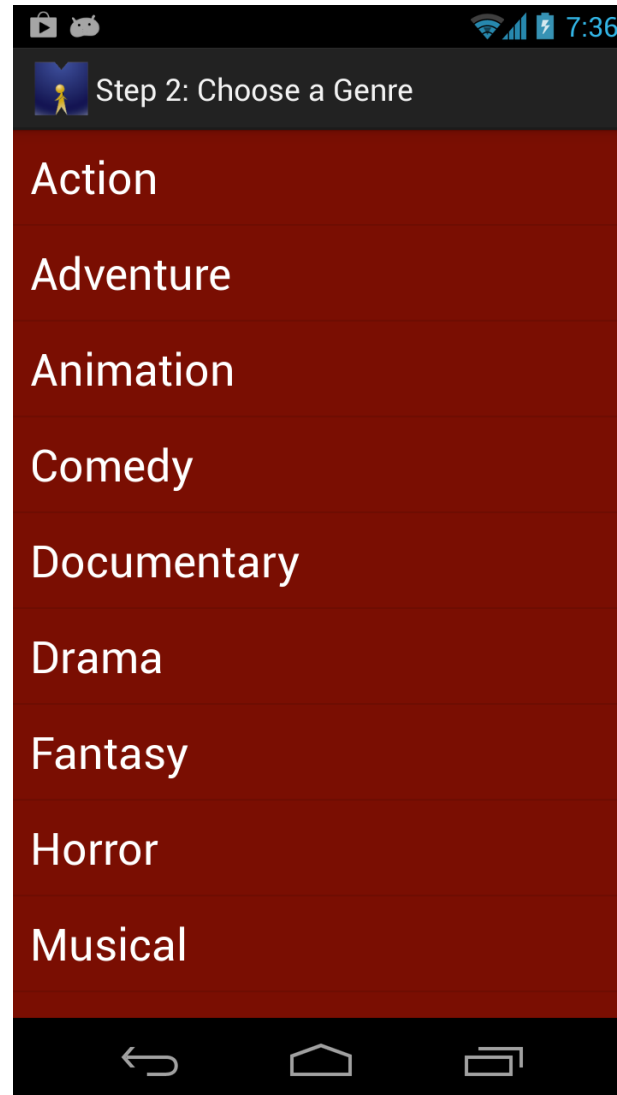 7:36
Step 2: Choose a Genre
Action
Adventure
Animation
Comedy
Documentary
Drama
Fantasy
Horror
Musical